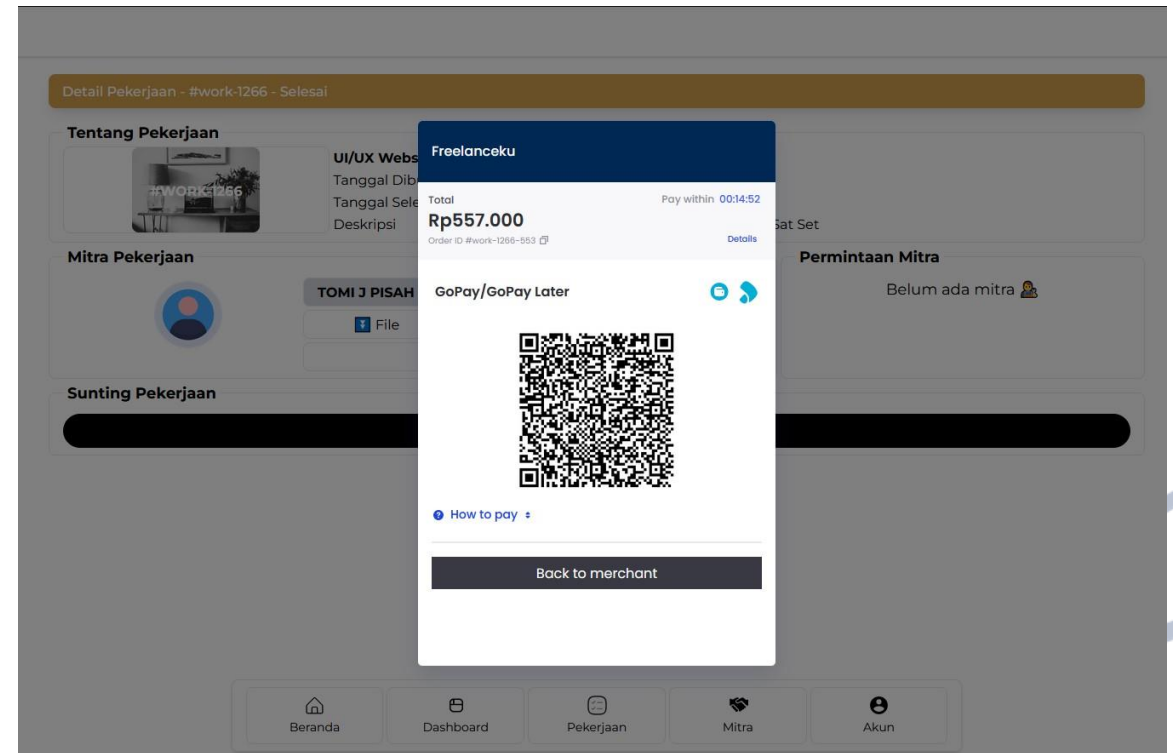 Detail Pekerjaan - #work-1266 - Selesai
Tentang Pekerjaan
#WORK-1266
UI/UX Webs
Tanggal Dib
Tanggal Sele
Deskripsi
Sat Set
Freelanceku
Total
Pay within 00:14:52
Rp557.000
Order ID #work-1266-553
Details
GoPay/GoPay Later
How to pay
Back to merchant
Mitra Pekerjaan
TOMI J PISAH
File
Permintaan Mitra
Belum ada mitra
Sunting Pekerjaan
Beranda
Dashboard
Pekerjaan
Mitra
Akun